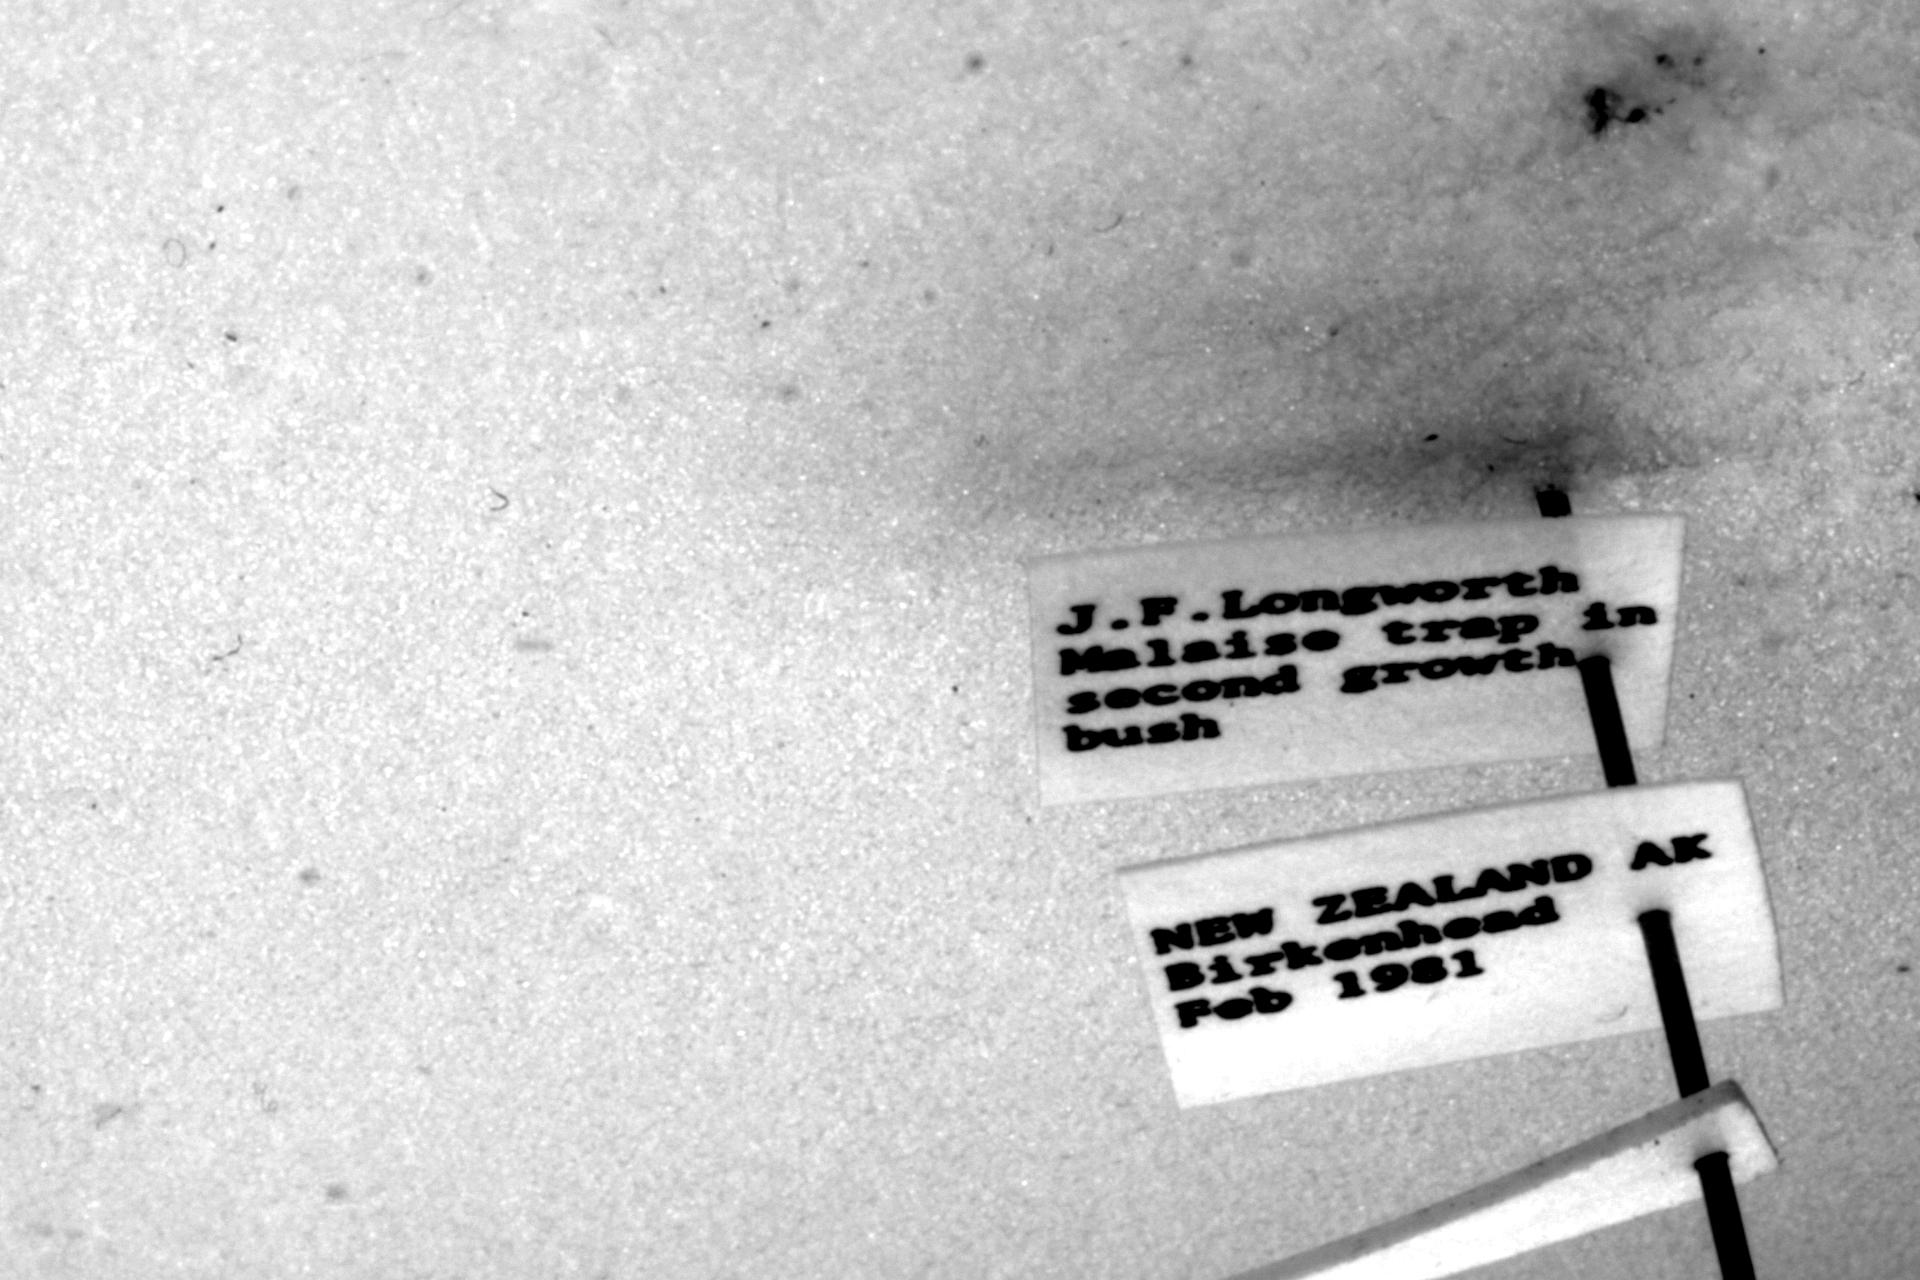 J.F.Longworth
Malaise trap in
second growth
bush
NEW ZEALAND AK
Birkenhead
Feb 1981